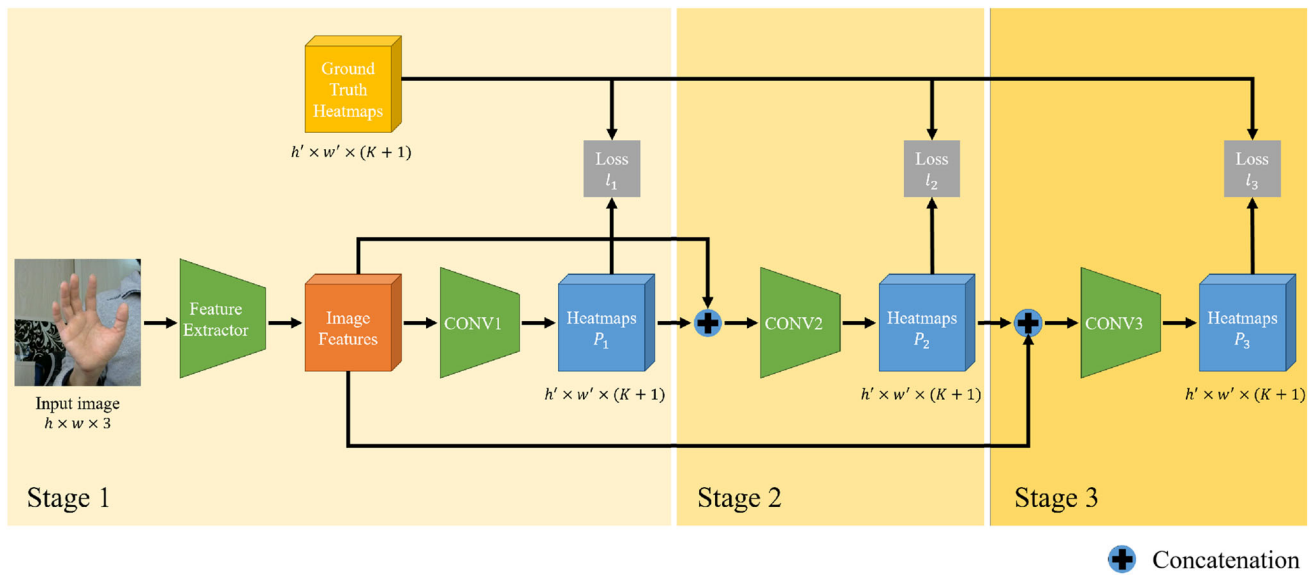 Ground
Truth
Heatmaps
h′ × w′ × (K + 1)
Loss
l₁
Loss
l₂
Loss
l₃
Input image
h × w × 3
Feature
Extractor
Image
Features
CONV1
Heatmaps
P₁
h′ × w′ × (K + 1)
CONV2
Heatmaps
P₂
h′ × w′ × (K + 1)
CONV3
Heatmaps
P₃
h′ × w′ × (K + 1)
Stage 1
Stage 2
Stage 3
Concatenation